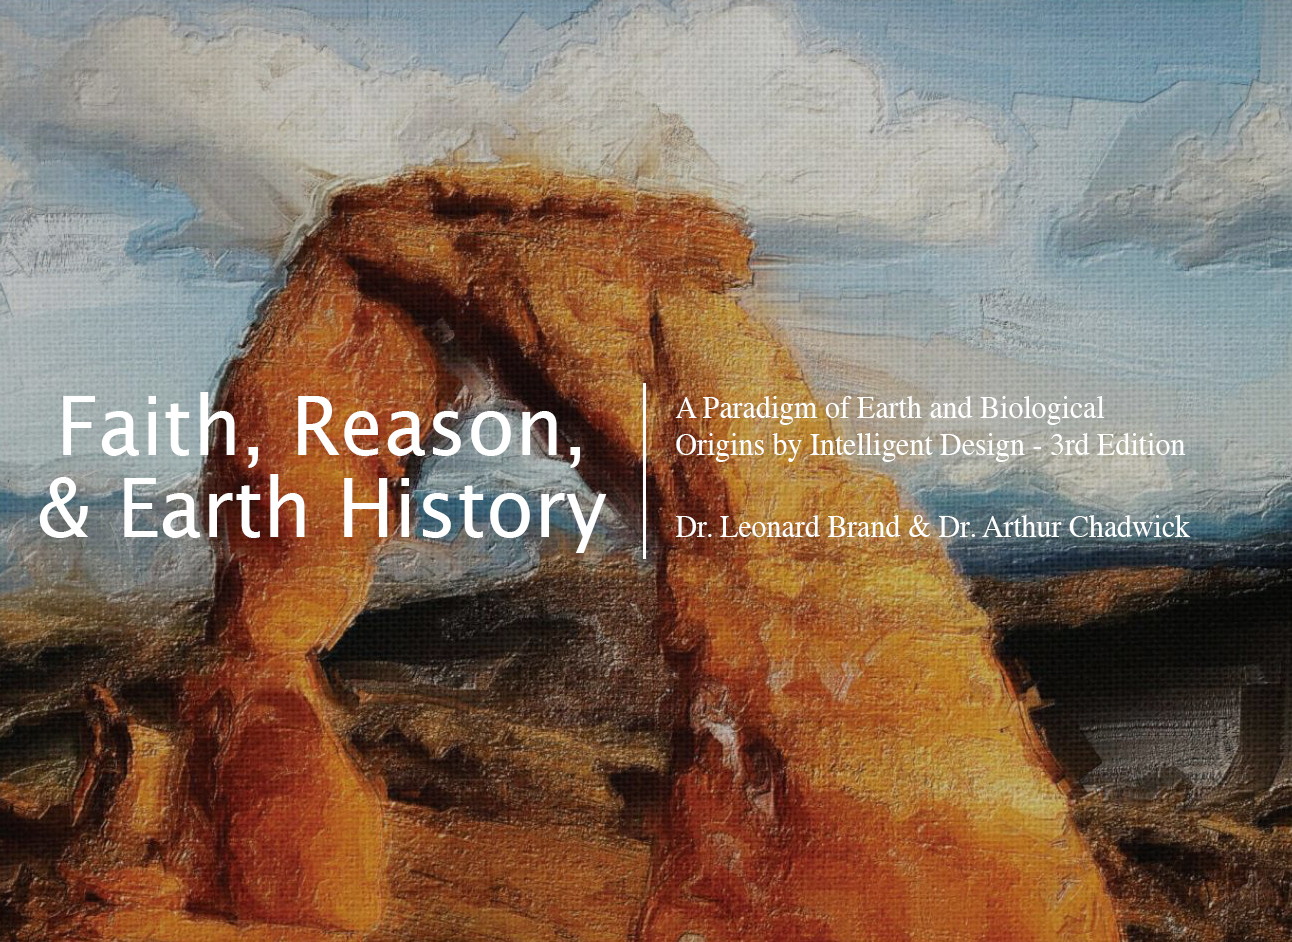 Faith, Reason,
& Earth History
A Paradigm of Earth and Biological
Origins by Intelligent Design - 3rd Edition
Dr. Leonard Brand & Dr. Arthur Chadwick